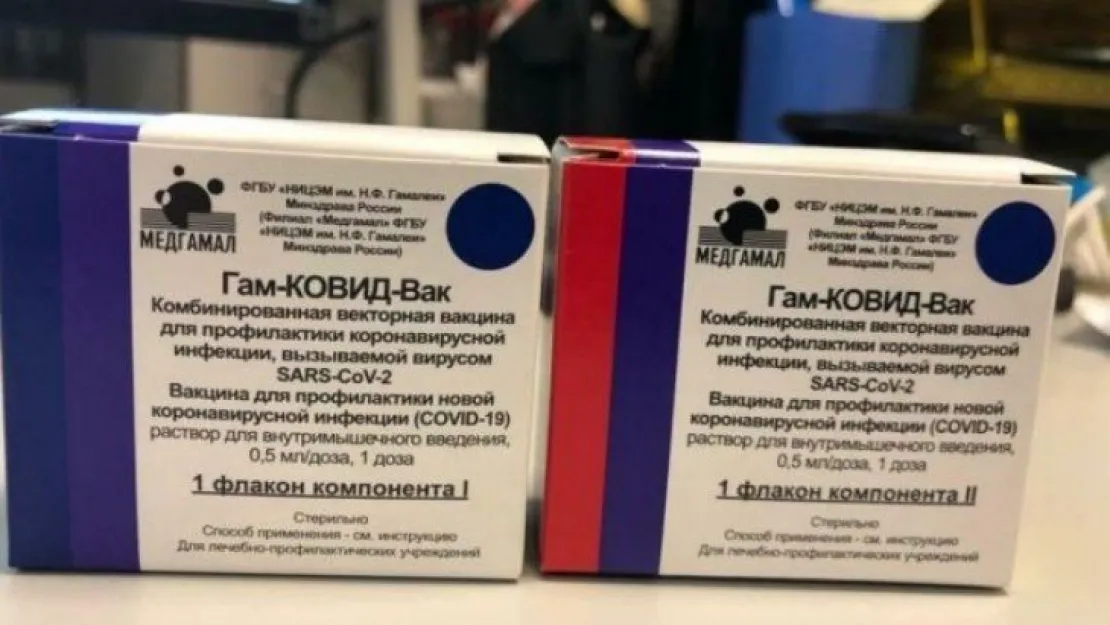 МЕДГАМАЛ
ФГБУ «НИЦЭМ им. Н.Ф. Гамалеи»
Минздрава России
(Филиал «Медгамал» ФГБУ
«НИЦЭМ им. Н.Ф. Гамалеи»
Минздрава России)
Гам-КОВИД-Вак
Комбинированная векторная вакцина
для профилактики коронавирусной
инфекции, вызываемой вирусом
SARS-CoV-2
Вакцина для профилактики новой
коронавирусной инфекции (COVID-19)
раствор для внутримышечного введения,
0,5 мл/доза, 1 доза
1 флакон компонента I
Стерильно
Способ применения - см. инструкцию
Для лечебно-профилактических учреждений
МЕДГАМАЛ
ФГБУ «НИЦЭМ им. Н.Ф. Гамалеи»
Минздрава России
(Филиал «Медгамал» ФГБУ
«НИЦЭМ им. Н.Ф. Гамалеи»
Минздрава России)
Гам-КОВИД-Вак
Комбинированная векторная вакцина
для профилактики коронавирусной
инфекции, вызываемой вирусом
SARS-CoV-2
Вакцина для профилактики новой
коронавирусной инфекции (COVID-19)
раствор для внутримышечного введения,
0,5 мл/доза, 1 доза
1 флакон компонента II
Стерильно
Способ применения - см. инструкцию
Для лечебно-профилактических учреждений